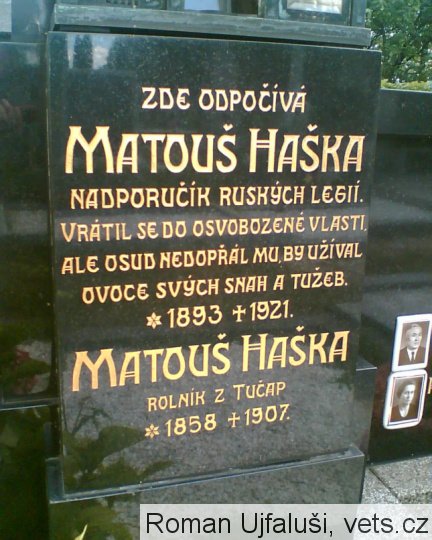 ZDE ODPOČÍVÁ
MATOUŠ HAŠKA
NADPORUČÍK RUSKÝCH LEGIÍ.
VRÁTIL SE DO OSVOBOZENÉ VLASTI,
ALE OSUD NEDOPŘÁL MU, BY UŽÍVAL
OVOCE SVÝCH SNAH A TUŽEB.
✲ 1893 ✝ 1921.
MATOUŠ HAŠKA
ROLNÍK Z TUČAP
✲ 1858 ✝ 1907.
Roman Ujfaluši, vets.cz